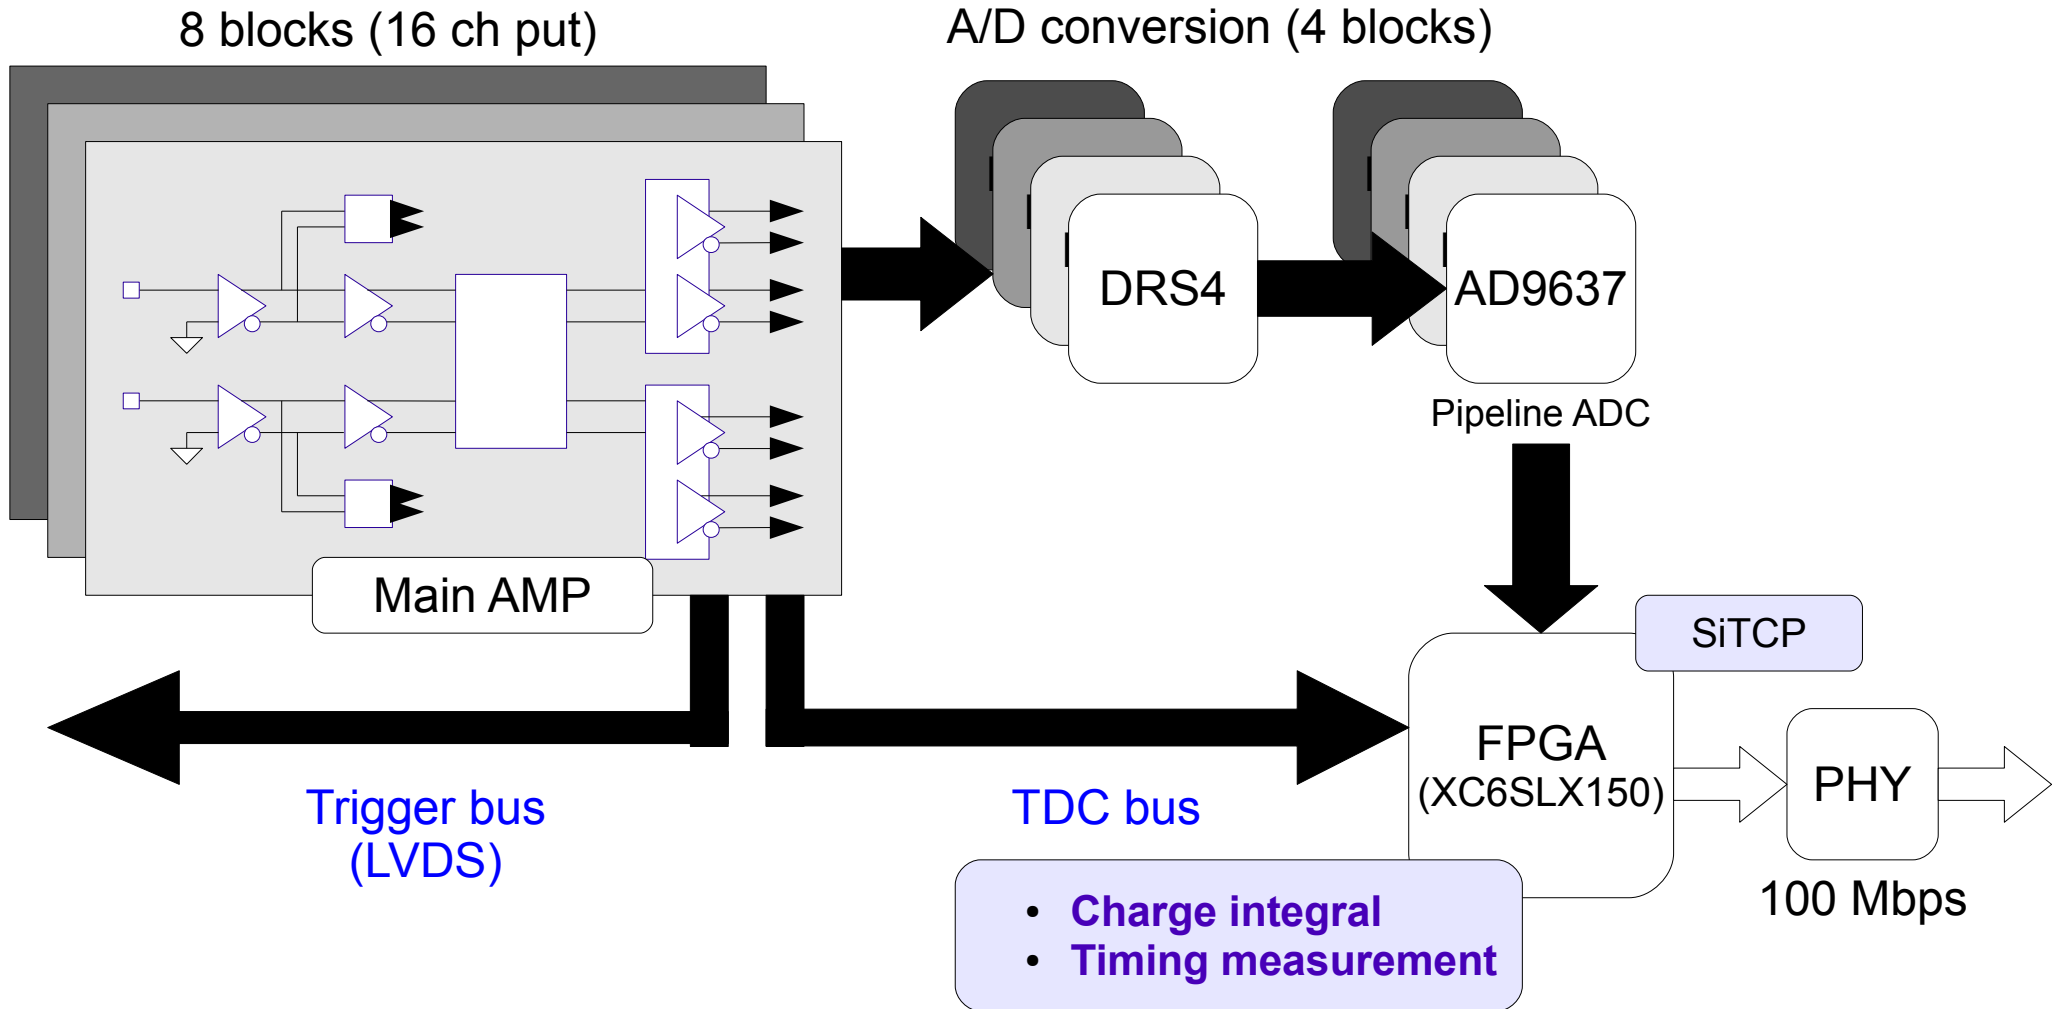 8 blocks (16 ch put)
A/D conversion (4 blocks)
DRS4
AD9637
Pipeline ADC
Main AMP
SiTCP
FPGA
(XC6SLX150)
PHY
Trigger bus
(LVDS)
TDC bus
100 Mbps
• Charge integral
• Timing measurement